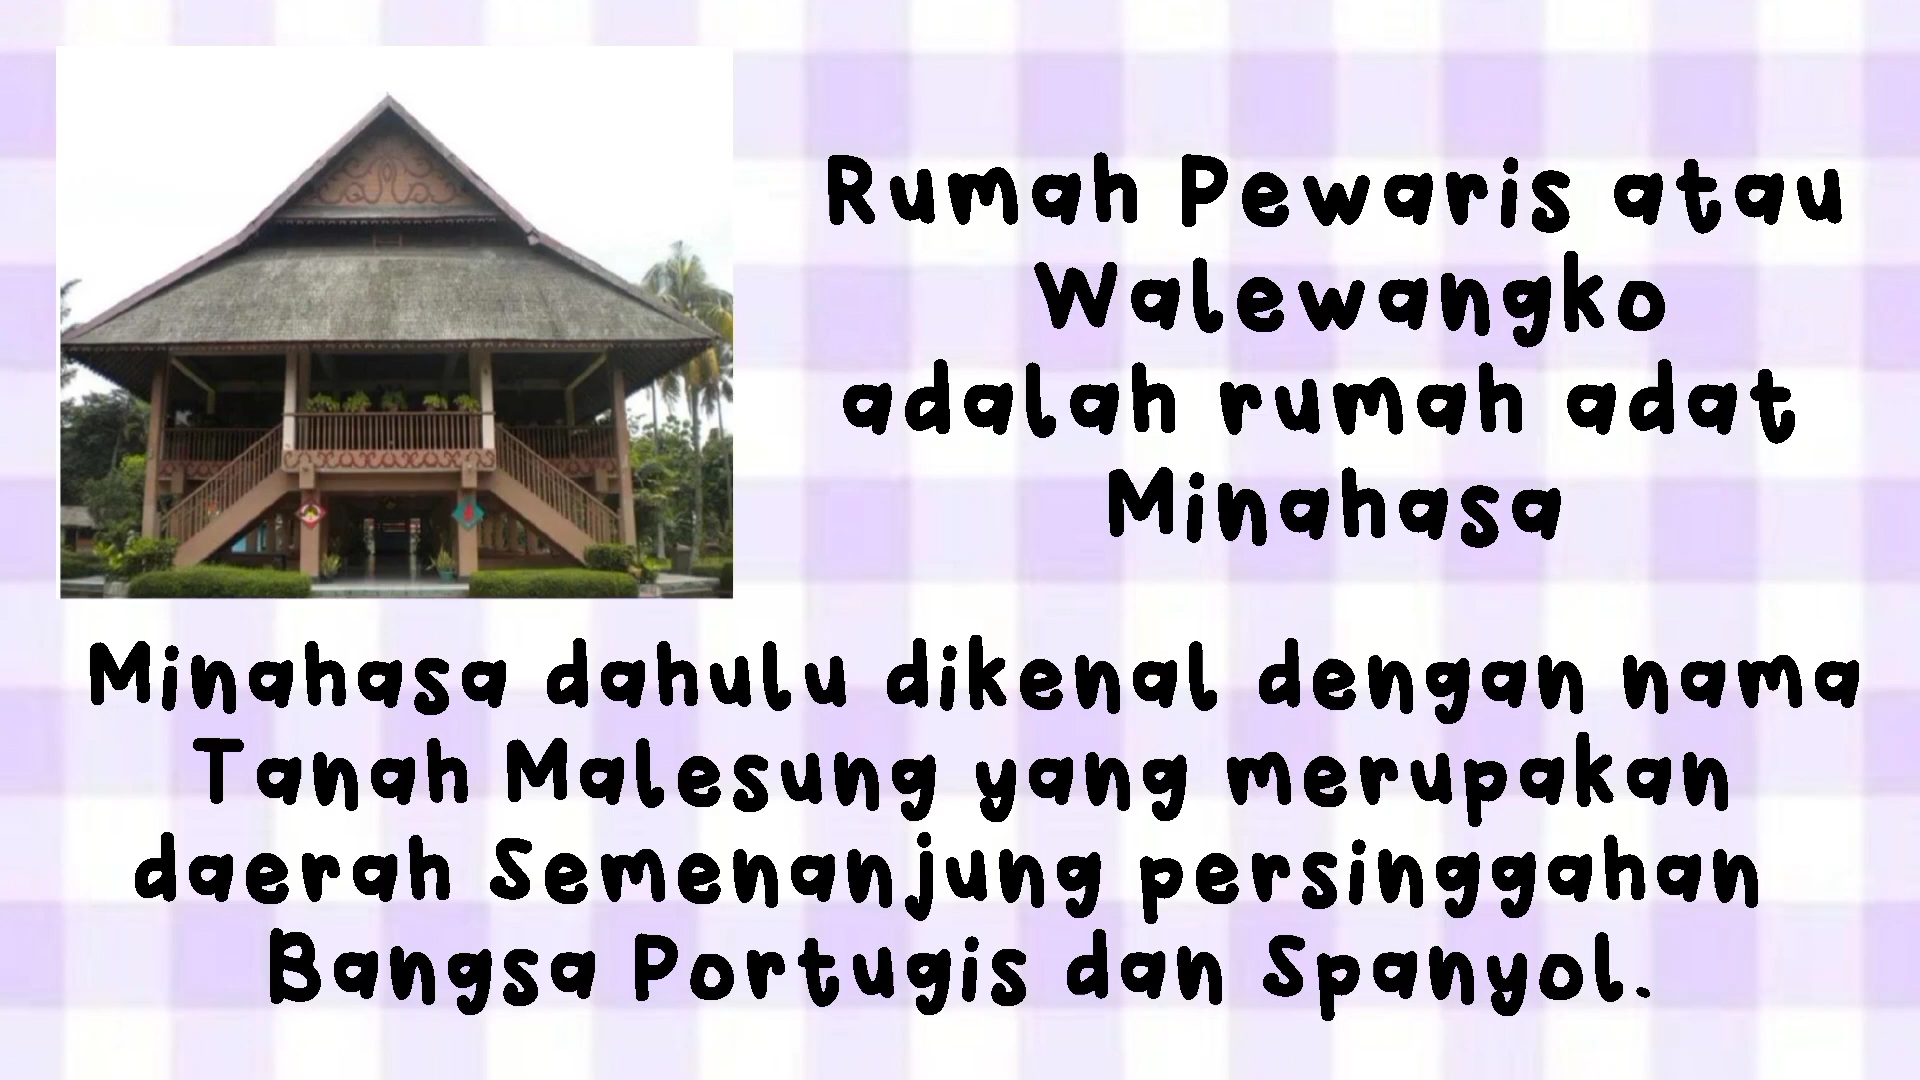 Rumah Pewaris atau
Walewangko
adalah rumah adat
Minahasa
Minahasa dahulu dikenal dengan nama
Tanah Malesung yang merupakan
daerah Semenanjung persinggahan
Bangsa Portugis dan Spanyol.